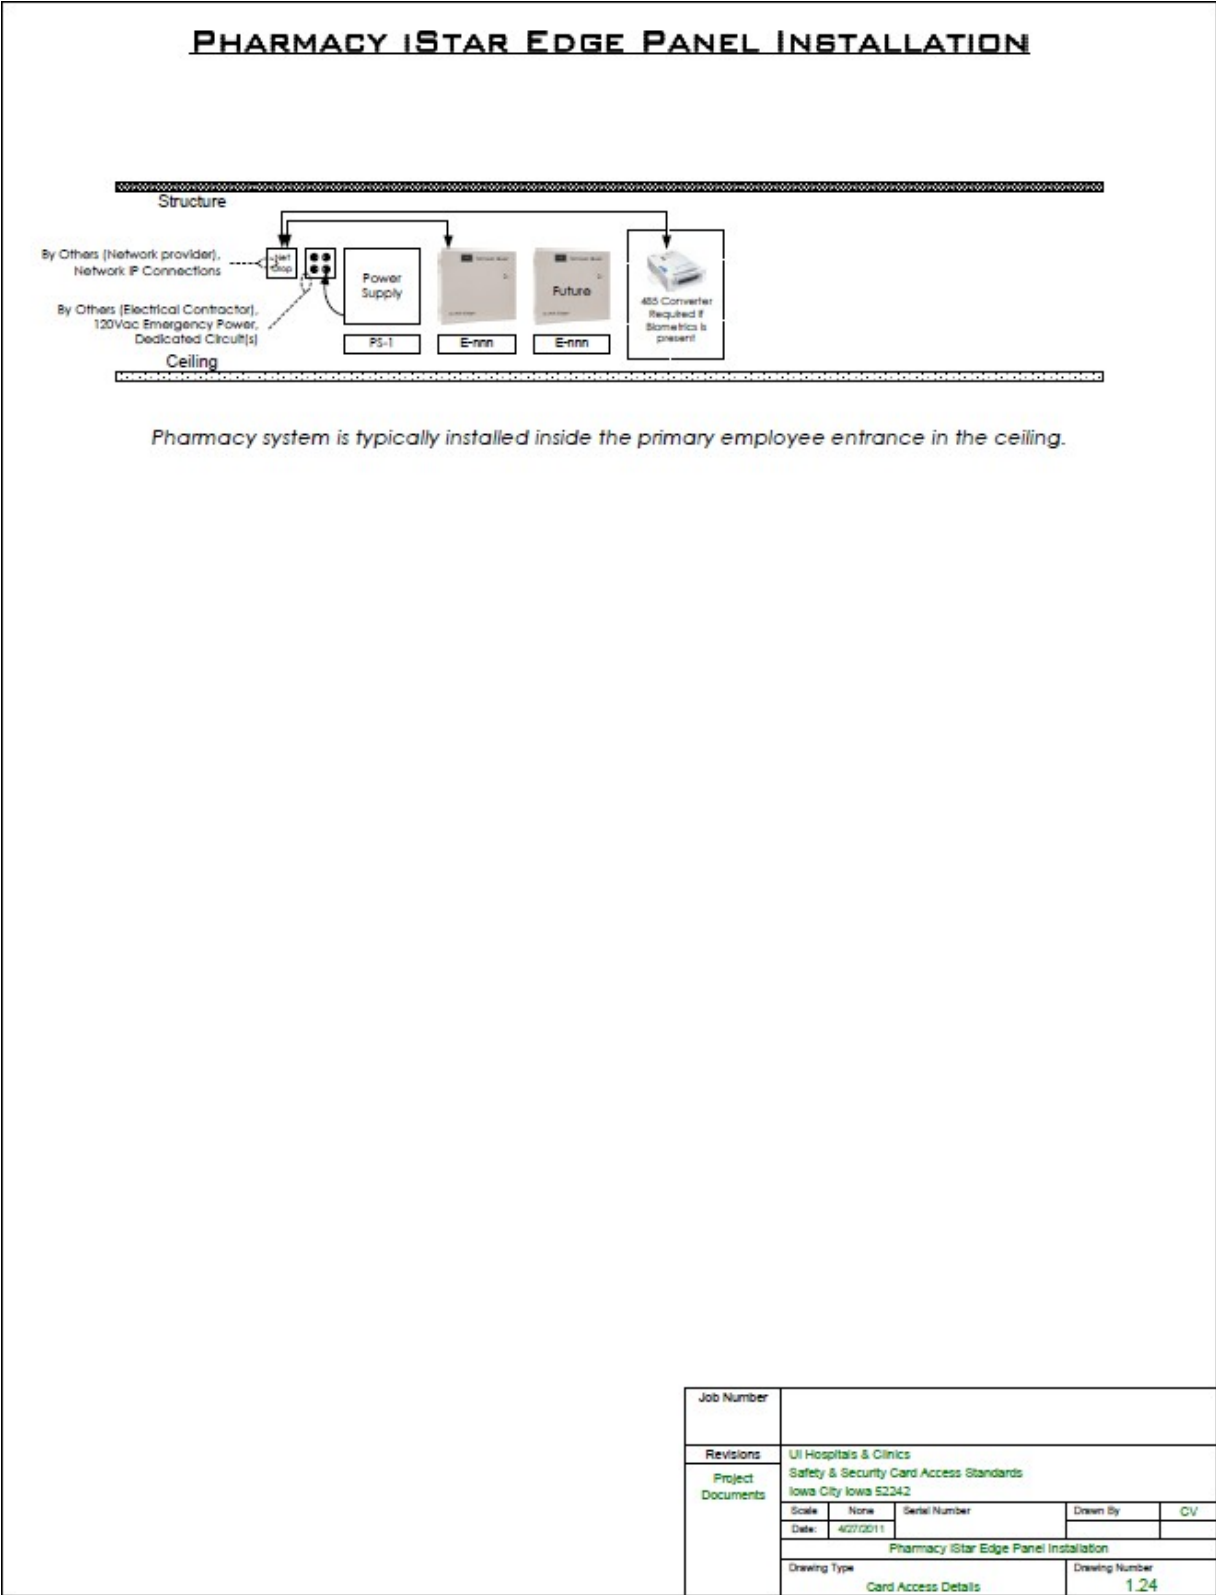 PHARMACY iSTAR EDGE PANEL INSTALLATION
Structure
By Others (Network provider),
Network IP Connections
Net
Drop
By Others (Electrical Contractor),
120Vac Emergency Power,
Dedicated Circuit(s)
Power
Supply
Future
485 Converter
Required if
Biometrics is
present
PS-1
E-nnn
E-nnn
Ceiling
Pharmacy system is typically installed inside the primary employee entrance in the ceiling.
Job Number
Revisions
Project
Documents
UI Hospitals & Clinics
Safety & Security Card Access Standards
Iowa City Iowa 52242
Scale None Serial Number Drawn By CV
Date: 4/27/2011
Pharmacy iStar Edge Panel Installation
Drawing Type Drawing Number
Card Access Details 1.24